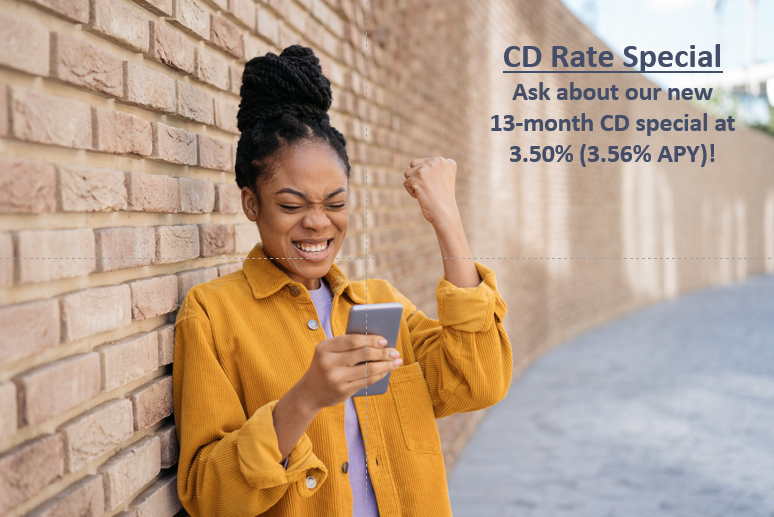 CD Rate Special
Ask about our new
13-month CD special at
3.50% (3.56% APY)!